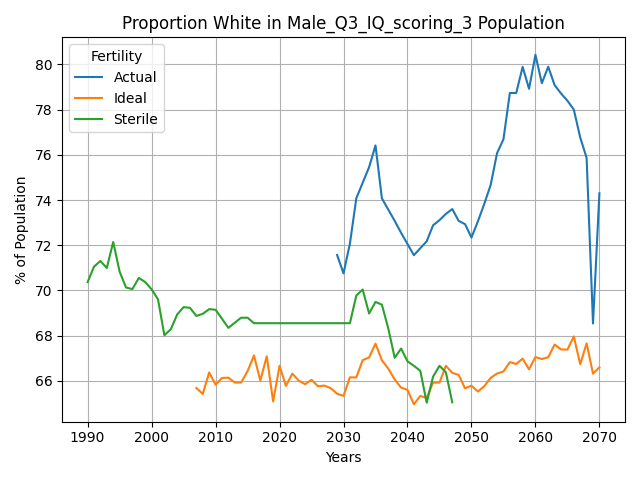 Proportion White in Male_Q3_IQ_scoring_3 Population
Fertility
Actual
Ideal
Sterile
80
78
76
74
72
70
68
66
% of Population
1990
2000
2010
2020
2030
2040
2050
2060
2070
Years